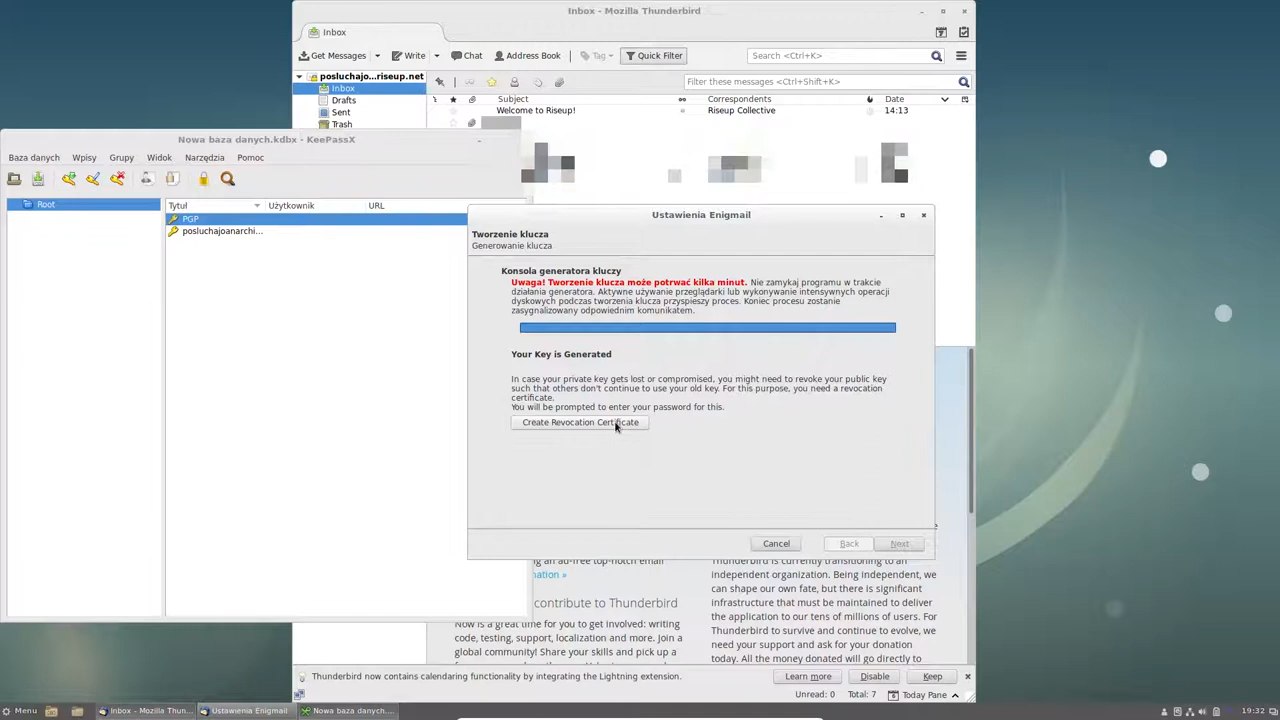 Inbox - Mozilla Thunderbird
Inbox
Get Messages Write Chat Address Book Tag Quick Filter Search <Ctrl+K>
posluchajo...riseup.net
Filter these messages <Ctrl+Shift+K>
Inbox
Subject Correspondents Date
Drafts
Welcome to Riseup! Riseup Collective 14:13
Sent
Trash
Nowa baza danych.kdbx - KeePassX
Baza danych Wpisy Grupy Widok Narzędzia Pomoc
Root
Tytuł Użytkownik URL
PGP
posluchajoanarchi...
Ustawienia Enigmail
Tworzenie klucza
Generowanie klucza
Konsola generatora kluczy
Uwaga! Tworzenie klucza może potrwać kilka minut. Nie zamykaj programu w trakcie
działania generatora. Aktywne używanie przeglądarki lub wykonywanie intensywnych operacji
dyskowych podczas tworzenia klucza przyspieszy proces. Koniec procesu zostanie
zasygnalizowany odpowiednim komunikatem.
Your Key is Generated
In case your private key gets lost or compromised, you might need to revoke your public key
such that others don't continue to use your old key. For this purpose, you need a revocation
certificate.
You will be prompted to enter your password for this.
Create Revocation Certificate
Cancel Back Next
ing an ad-free top-notch email
nation »
contribute to Thunderbird
Now is a great time for you to get involved: writing
code, testing, support, localization and more. Join a
global community! Share your skills and pick up a
Thunderbird is currently transitioning to an
independent organization. Being independent, we
can shape our own fate, but there is significant
infrastructure that must be maintained to deliver
the application to our tens of millions of users. For
Thunderbird to survive and continue to evolve, we
need your support and ask for your donation
today. All the money donated will go directly to
Thunderbird now contains calendaring functionality by integrating the Lightning extension. Learn more Disable Keep
Unread: 0 Total: 7 Today Pane
Menu Inbox - Mozilla Thun... Ustawienia Enigmail Nowa baza danych.... 19:32